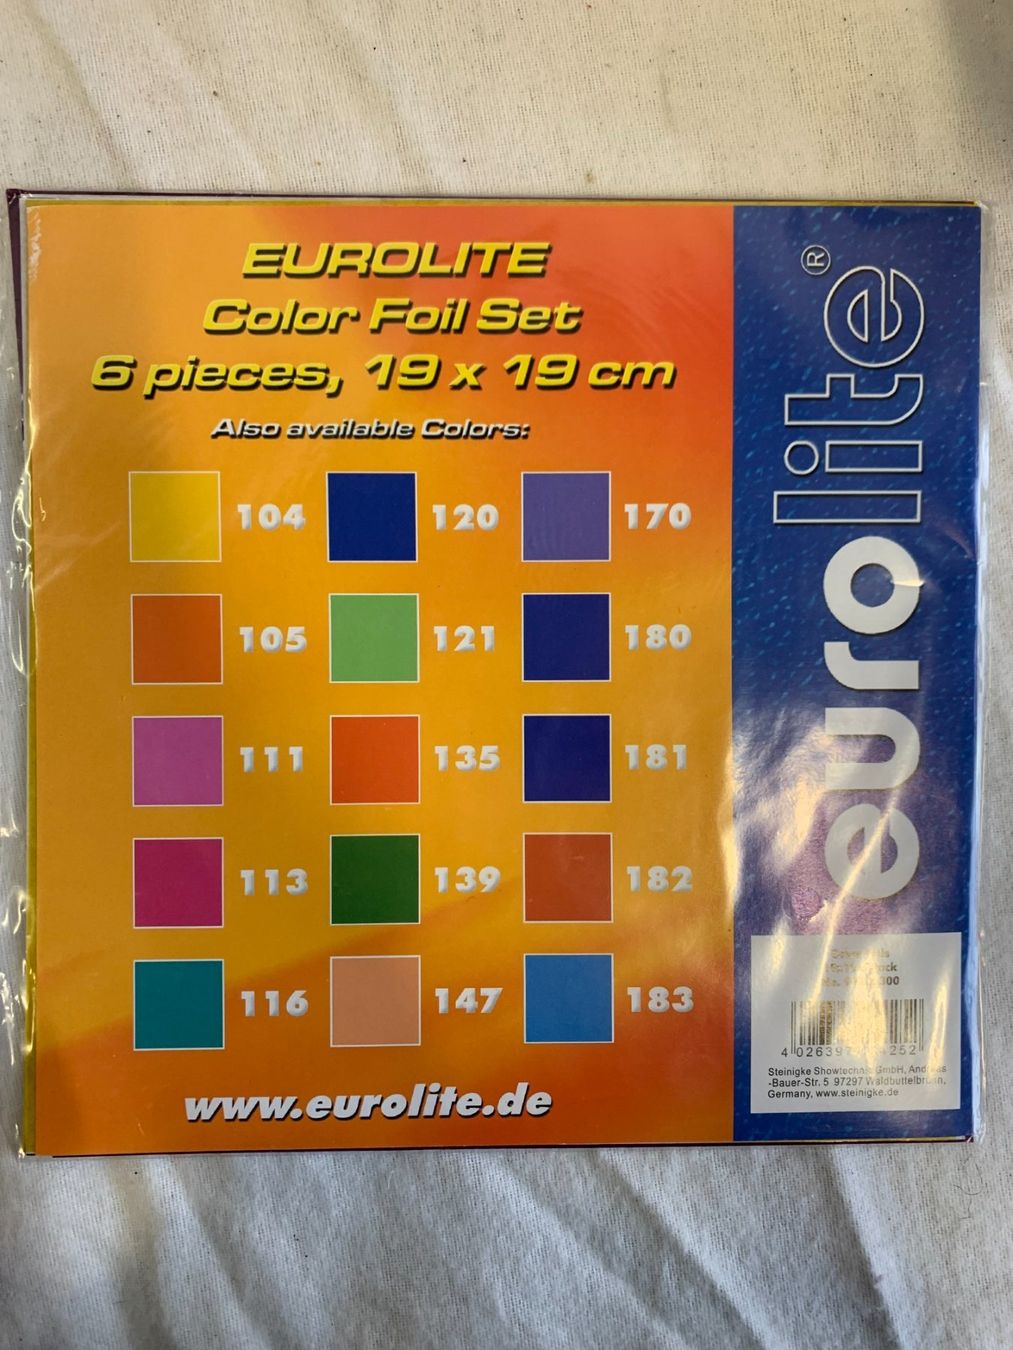 EUROLITE
Color Foil Set
6 pieces, 19 x 19 cm
Also available Colors:
104 120 170
105 121 180
111 135 181
113 139 182
116 147 183
www.eurolite.de
eurolite®
Steinigke Showtechnic GmbH, Andreas
-Bauer-Str. 5 97297 Waldbuttelbrunn,
Germany, www.steinigke.de